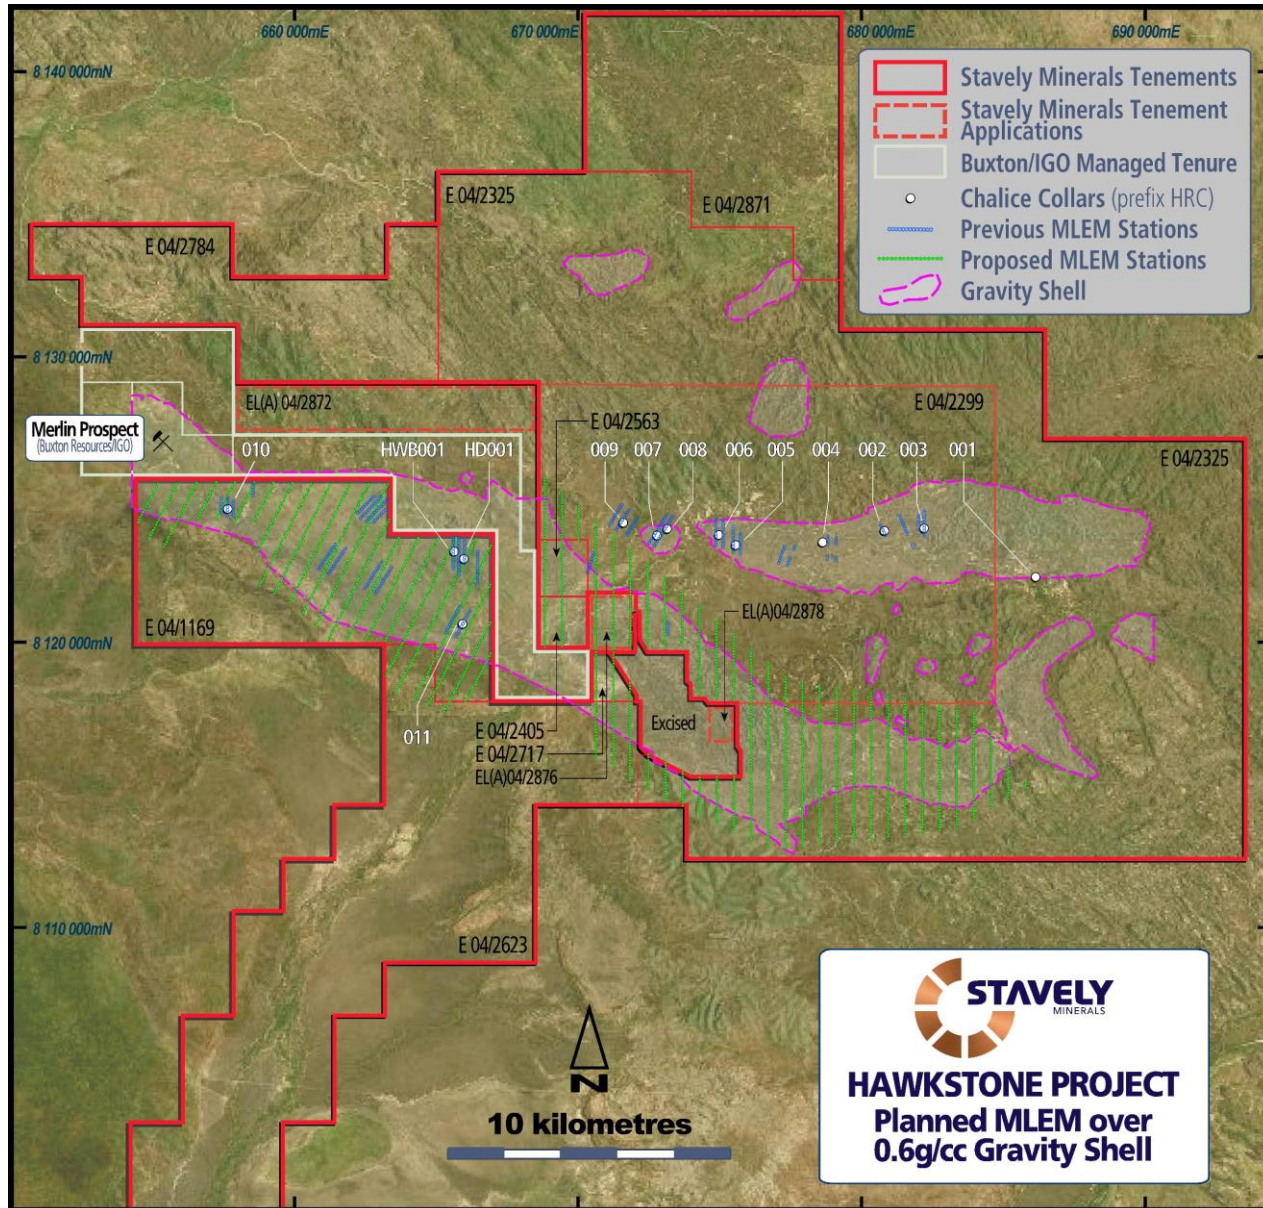 660 000mE
670 000mE
680 000mE
690 000mE
8 140 000mN
Stavely Minerals Tenements
Stavely Minerals Tenement
Applications
Buxton/IGO Managed Tenure
Chalice Collars (prefix HRC)
Previous MLEM Stations
Proposed MLEM Stations
Gravity Shell
E 04/2325
E 04/2871
E 04/2784
8 130 000mN
EL(A) 04/2872
E 04/2563
E 04/2299
Merlin Prospect
(Buxton Resources/IGO)
010
HWB001
HD001
009
007
008
006
005
004
002
003
001
E 04/2325
E 04/1169
8 120 000mN
EL(A)04/2878
011
E 04/2405
E 04/2717
EL(A)04/2876
Excised
8 110 000mN
E 04/2623
N
10 kilometres
STAVELY
MINERALS
HAWKSTONE PROJECT
Planned MLEM over
0.6g/cc Gravity Shell